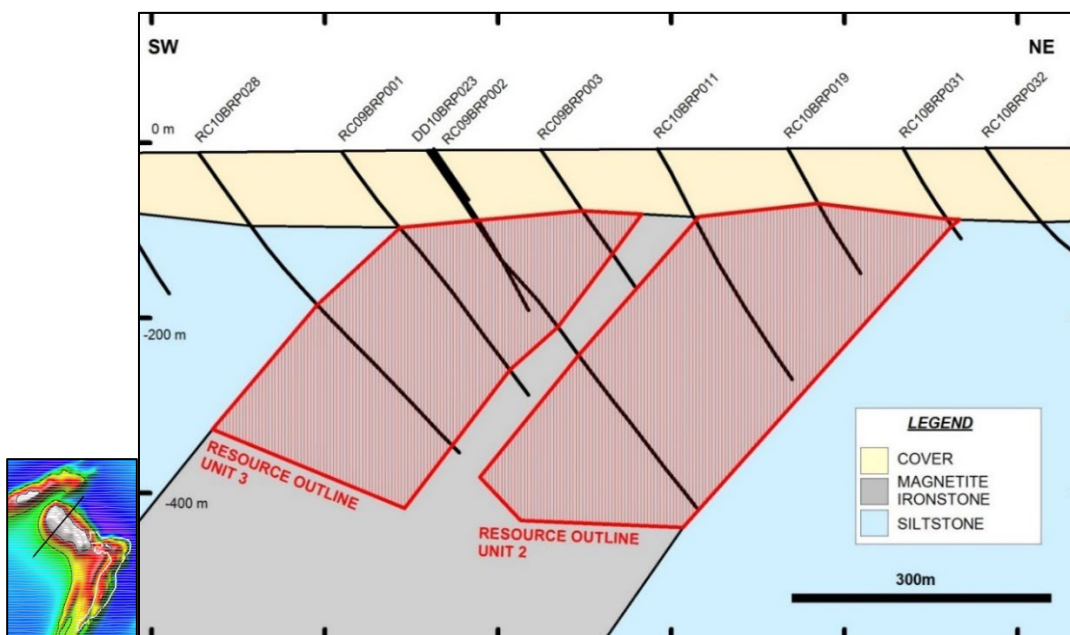 SW
NE
RC10BRP028
RC09BRP001
DD10BRP023
RC09BRP002
RC09BRP003
RC10BRP011
RC10BRP019
RC10BRP031
RC10BRP032
0 m
-200 m
-400 m
RESOURCE OUTLINE
UNIT 3
RESOURCE OUTLINE
UNIT 2
LEGEND
COVER
MAGNETITE
IRONSTONE
SILTSTONE
300m